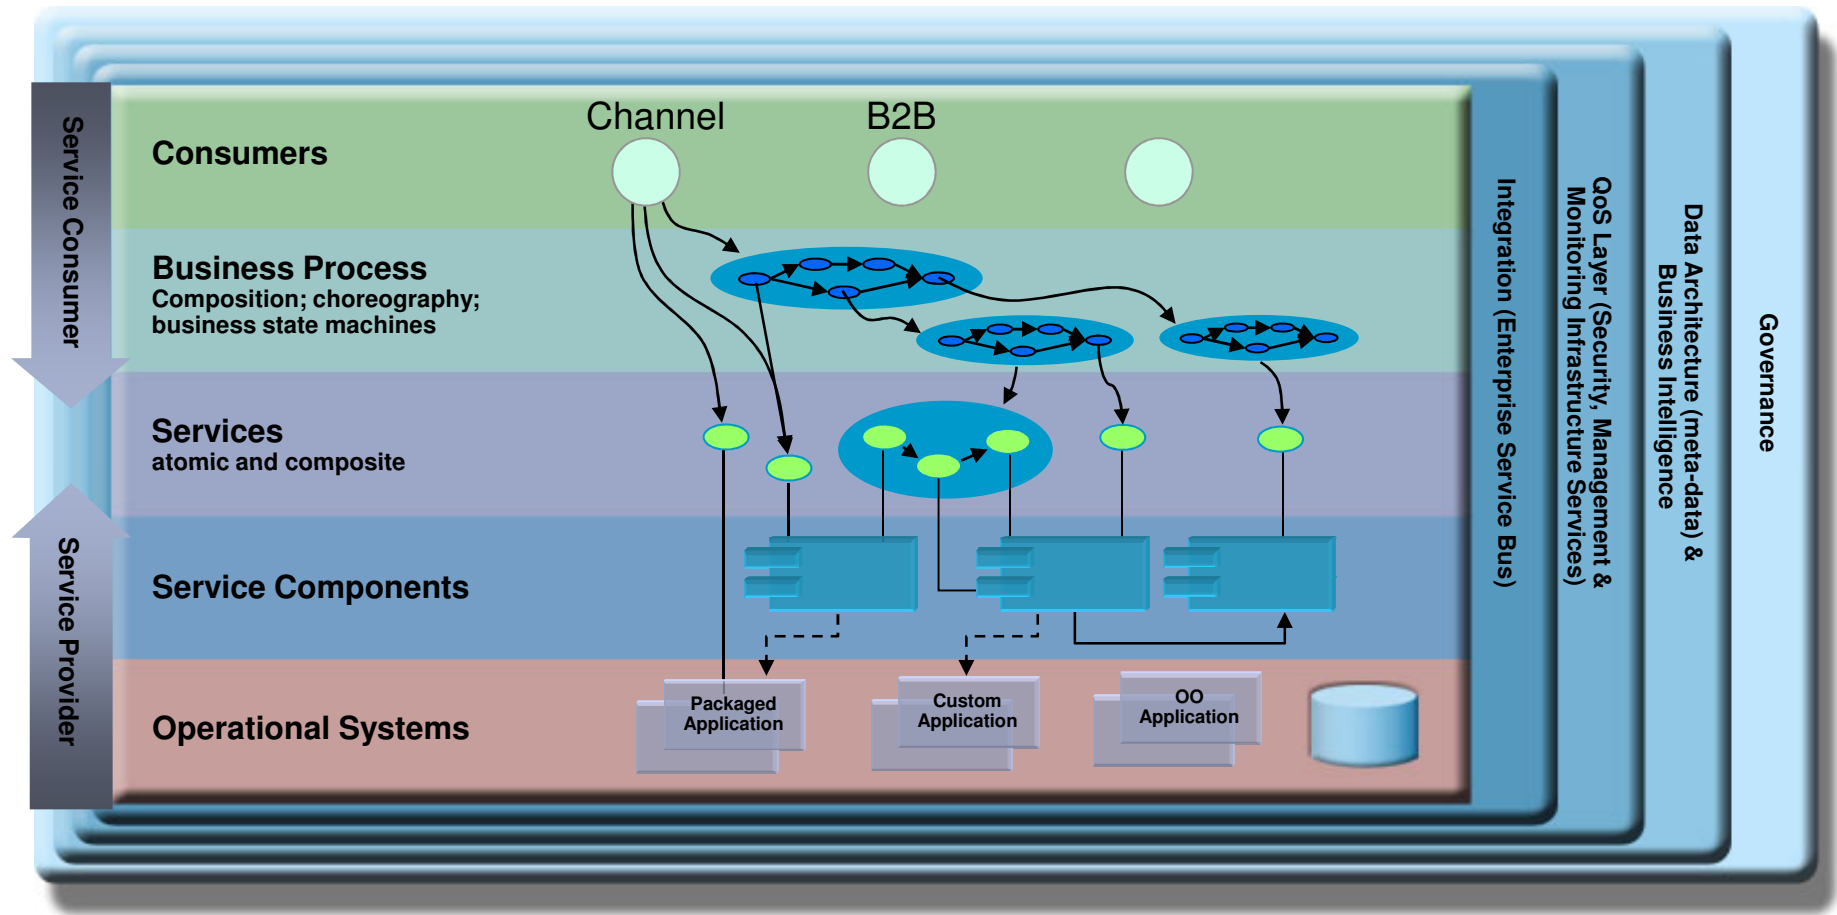 Channel
B2B
Consumers
Business Process
Composition; choreography;
business state machines
Services
atomic and composite
Service Components
Operational Systems
Packaged
Application
Custom
Application
OO
Application
Service Consumer
Service Provider
Integration (Enterprise Service Bus)
QoS Layer (Security, Management &
Monitoring Infrastructure Services)
Data Architecture (meta-data) &
Business Intelligence
Governance